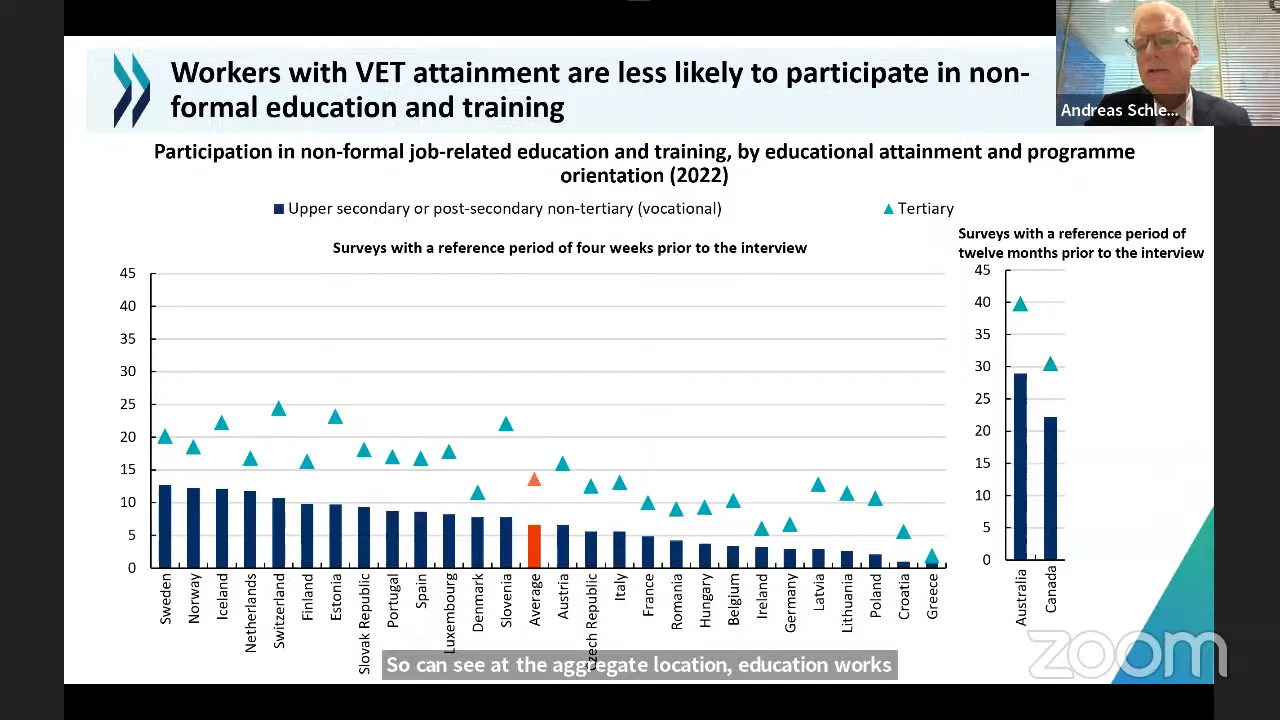 Workers with VET attainment are less likely to participate in non-
formal education and training
Andreas Schle...
Participation in non-formal job-related education and training, by educational attainment and programme
orientation (2022)
Upper secondary or post-secondary non-tertiary (vocational)
Tertiary
Surveys with a reference period of four weeks prior to the interview
Surveys with a reference period of
twelve months prior to the interview
45
40
35
30
25
20
15
10
5
0
Sweden
Norway
Iceland
Netherlands
Switzerland
Finland
Estonia
Slovak Republic
Portugal
Spain
Luxembourg
Denmark
Slovenia
Average
Austria
Czech Republic
Italy
France
Romania
Hungary
Belgium
Ireland
Germany
Latvia
Lithuania
Poland
Croatia
Greece
45
40
35
30
25
20
15
10
5
0
Australia
Canada
So can see at the aggregate location, education works
zoom